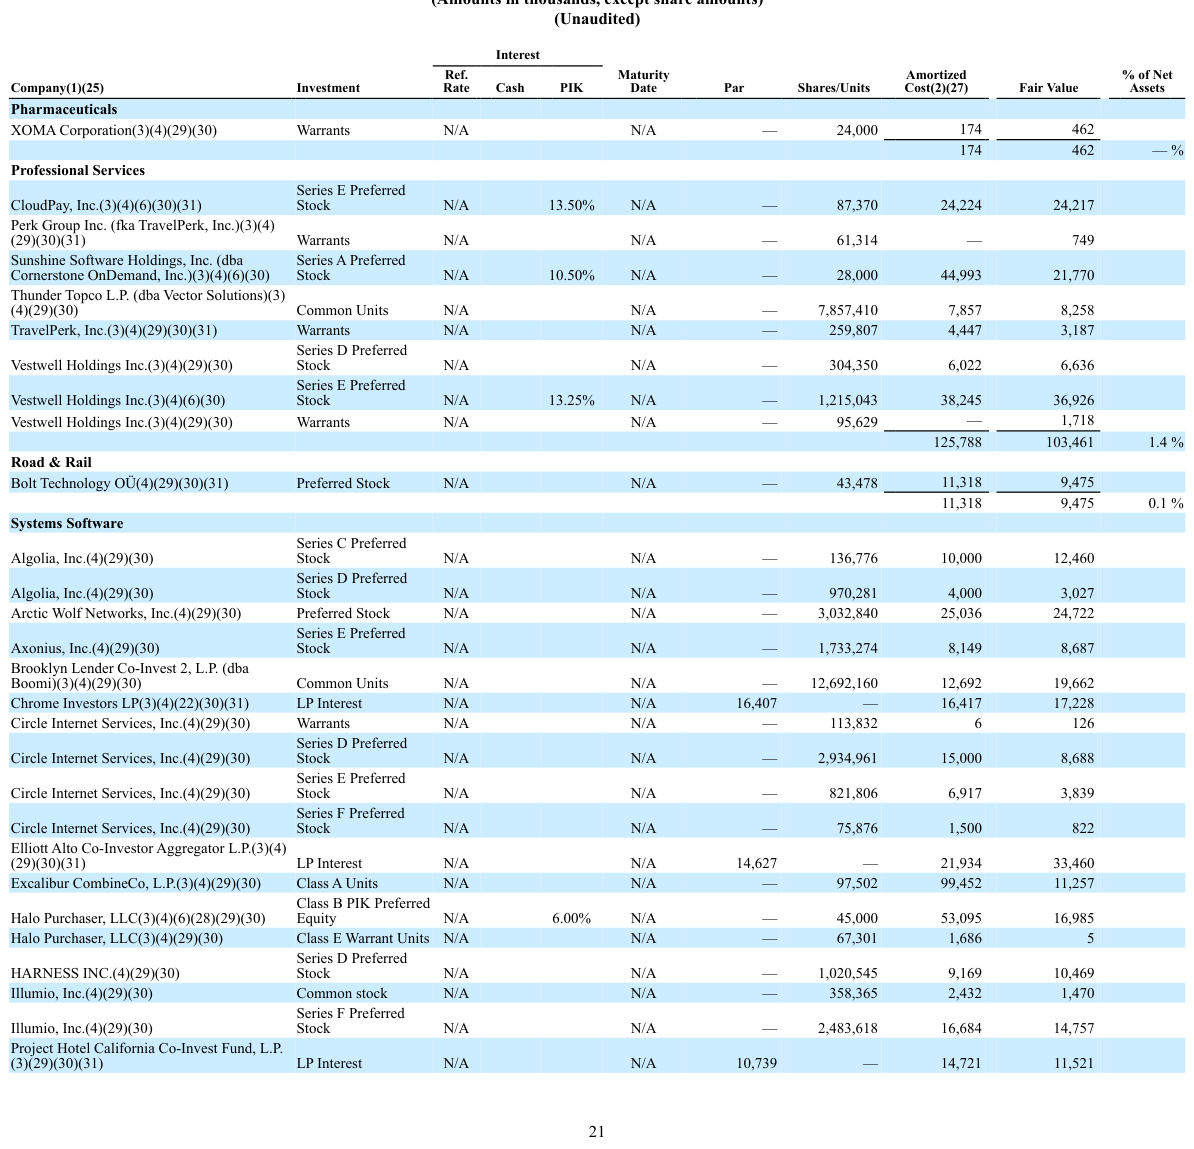 (Amounts in thousands, except share amounts)
(Unaudited)
Interest
Company(1)(25) Investment Ref. Rate Cash PIK Maturity Date Par Shares/Units Amortized Cost(2)(27) Fair Value % of Net Assets
Pharmaceuticals
XOMA Corporation(3)(4)(29)(30) Warrants N/A N/A — 24,000 174 462
174 462 — %
Professional Services
CloudPay, Inc.(3)(4)(6)(30)(31) Series E Preferred Stock N/A 13.50% N/A — 87,370 24,224 24,217
Perk Group Inc. (fka TravelPerk, Inc.)(3)(4)(29)(30)(31) Warrants N/A N/A — 61,314 — 749
Sunshine Software Holdings, Inc. (dba Cornerstone OnDemand, Inc.)(3)(4)(6)(30) Series A Preferred Stock N/A 10.50% N/A — 28,000 44,993 21,770
Thunder Topco L.P. (dba Vector Solutions)(3)(4)(29)(30) Common Units N/A N/A — 7,857,410 7,857 8,258
TravelPerk, Inc.(3)(4)(29)(30)(31) Warrants N/A N/A — 259,807 4,447 3,187
Vestwell Holdings Inc.(3)(4)(29)(30) Series D Preferred Stock N/A N/A — 304,350 6,022 6,636
Vestwell Holdings Inc.(3)(4)(6)(30) Series E Preferred Stock N/A 13.25% N/A — 1,215,043 38,245 36,926
Vestwell Holdings Inc.(3)(4)(29)(30) Warrants N/A N/A — 95,629 — 1,718
125,788 103,461 1.4 %
Road & Rail
Bolt Technology OÜ(4)(29)(30)(31) Preferred Stock N/A N/A — 43,478 11,318 9,475
11,318 9,475 0.1 %
Systems Software
Algolia, Inc.(4)(29)(30) Series C Preferred Stock N/A N/A — 136,776 10,000 12,460
Algolia, Inc.(4)(29)(30) Series D Preferred Stock N/A N/A — 970,281 4,000 3,027
Arctic Wolf Networks, Inc.(4)(29)(30) Preferred Stock N/A N/A — 3,032,840 25,036 24,722
Axonius, Inc.(4)(29)(30) Series E Preferred Stock N/A N/A — 1,733,274 8,149 8,687
Brooklyn Lender Co-Invest 2, L.P. (dba Boomi)(3)(4)(29)(30) Common Units N/A N/A — 12,692,160 12,692 19,662
Chrome Investors LP(3)(4)(22)(30)(31) LP Interest N/A N/A 16,407 — 16,417 17,228
Circle Internet Services, Inc.(4)(29)(30) Warrants N/A N/A — 113,832 6 126
Circle Internet Services, Inc.(4)(29)(30) Series D Preferred Stock N/A N/A — 2,934,961 15,000 8,688
Circle Internet Services, Inc.(4)(29)(30) Series E Preferred Stock N/A N/A — 821,806 6,917 3,839
Circle Internet Services, Inc.(4)(29)(30) Series F Preferred Stock N/A N/A — 75,876 1,500 822
Elliott Alto Co-Investor Aggregator L.P.(3)(4)(29)(30)(31) LP Interest N/A N/A 14,627 — 21,934 33,460
Excalibur CombineCo, L.P.(3)(4)(29)(30) Class A Units N/A N/A — 97,502 99,452 11,257
Halo Purchaser, LLC(3)(4)(6)(28)(29)(30) Class B PIK Preferred Equity N/A 6.00% N/A — 45,000 53,095 16,985
Halo Purchaser, LLC(3)(4)(29)(30) Class E Warrant Units N/A N/A — 67,301 1,686 5
HARNESS INC.(4)(29)(30) Series D Preferred Stock N/A N/A — 1,020,545 9,169 10,469
Illumio, Inc.(4)(29)(30) Common stock N/A N/A — 358,365 2,432 1,470
Illumio, Inc.(4)(29)(30) Series F Preferred Stock N/A N/A — 2,483,618 16,684 14,757
Project Hotel California Co-Invest Fund, L.P.(3)(29)(30)(31) LP Interest N/A N/A 10,739 — 14,721 11,521
21